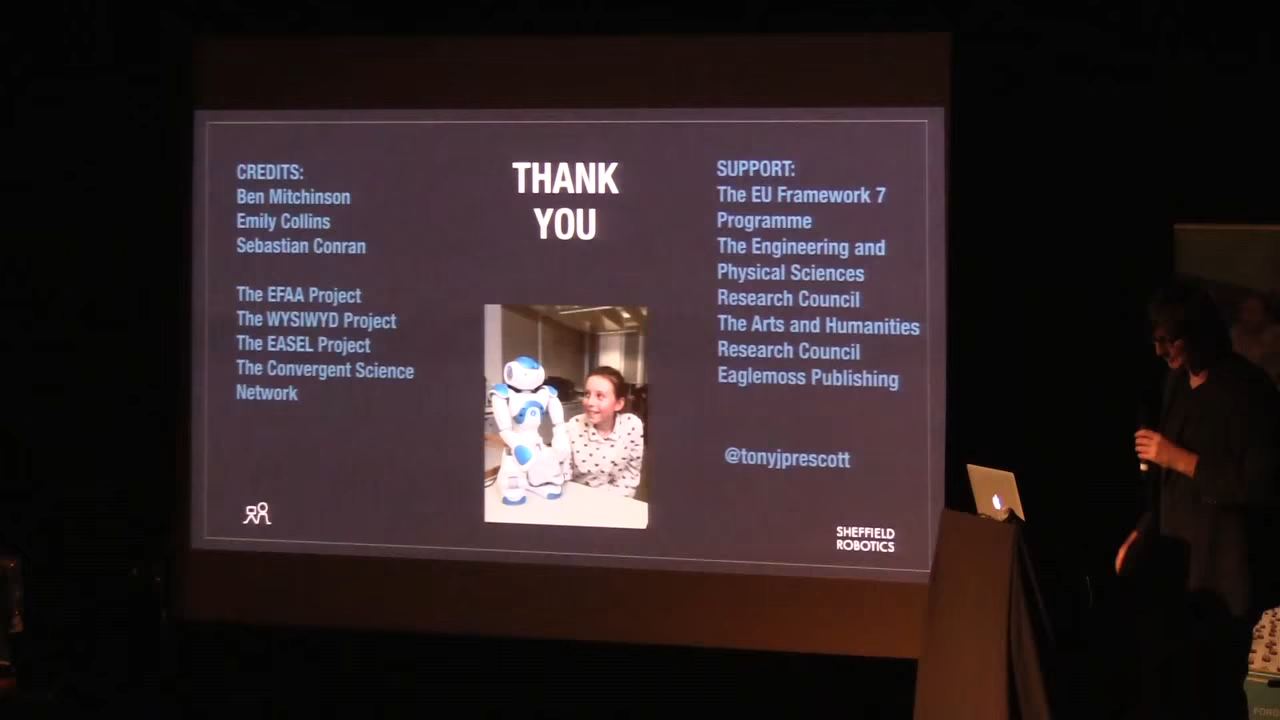 CREDITS:
Ben Mitchinson
Emily Collins
Sebastian Conran
The EFAA Project
The WYSIWYD Project
The EASEL Project
The Convergent Science
Network
THANK
YOU
SUPPORT:
The EU Framework 7
Programme
The Engineering and
Physical Sciences
Research Council
The Arts and Humanities
Research Council
Eaglemoss Publishing
@tonyjprescott
SHEFFIELD
ROBOTICS